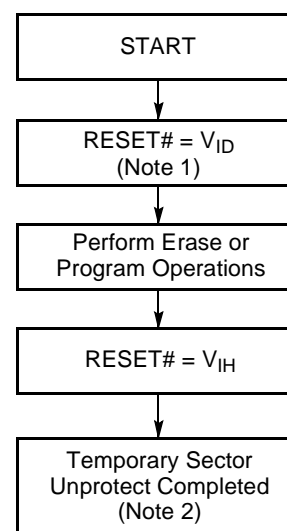 START
RESET# = VID
(Note 1)
Perform Erase or
Program Operations
RESET# = VIH
Temporary Sector
Unprotect Completed
(Note 2)